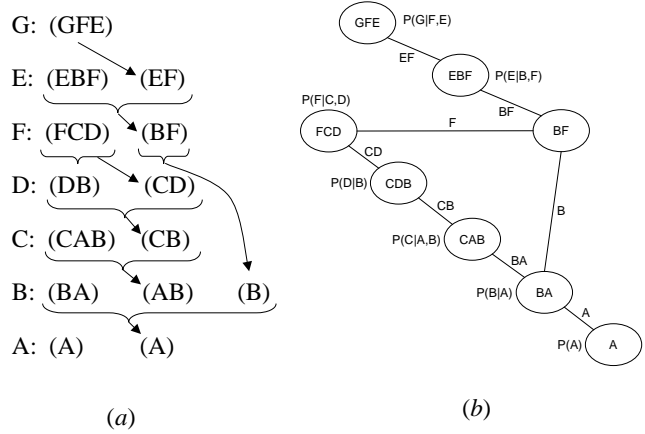 G: (GFE)
E: (EBF) (EF)
F: (FCD) (BF)
D: (DB) (CD)
C: (CAB) (CB)
B: (BA) (AB) (B)
A: (A) (A)
(a)
GFE P(G|F,E)
EF
EBF P(E|B,F)
BF
P(F|C,D)
FCD F BF
CD
P(D|B) CDB
CB B
P(C|A,B) CAB
BA
P(B|A) BA
A
P(A) A
(b)